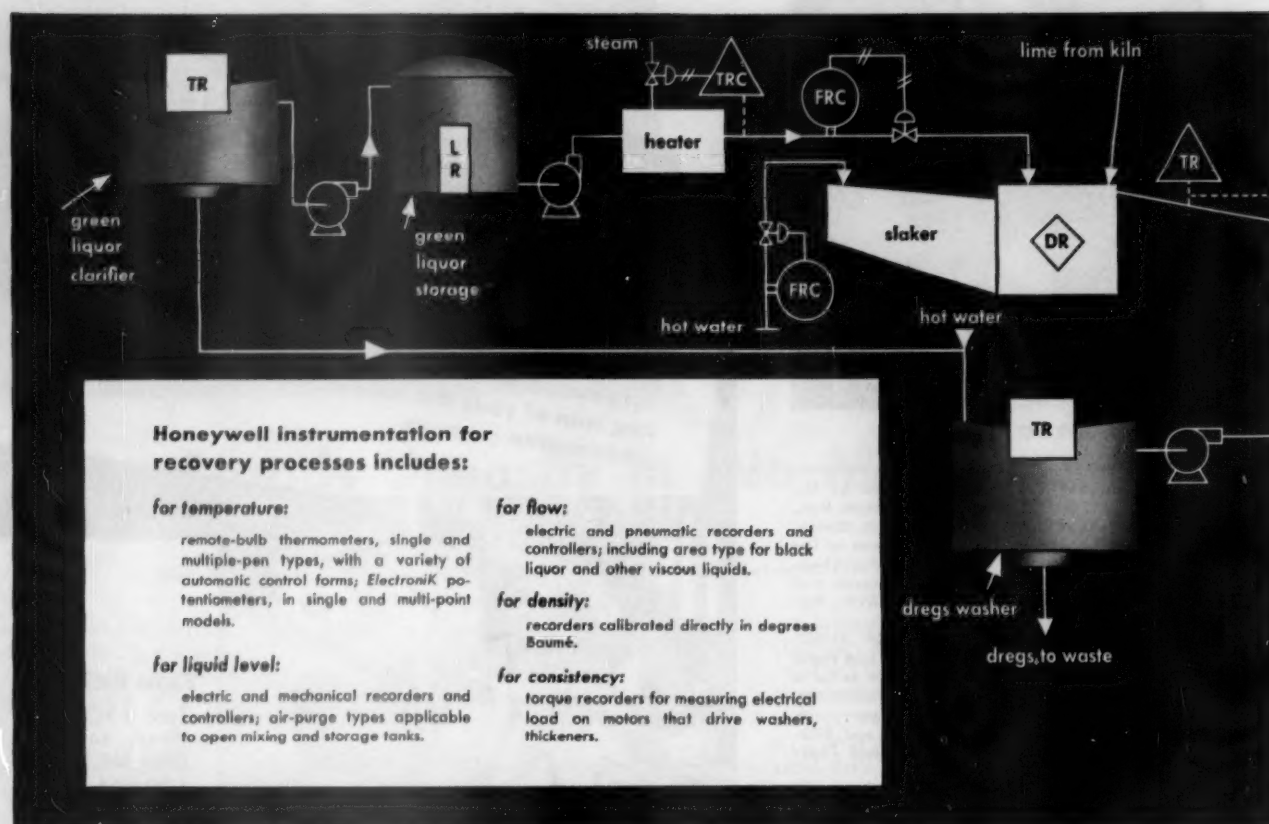 steam
lime from kiln
TR
TRC
FRC
L
R
heater
TR
slaker
DR
green
liquor
clarifier
green
liquor
storage
FRC
hot water
hot water
Honeywell instrumentation for
recovery processes includes:
for temperature:
remote-bulb thermometers, single and
multiple-pen types, with a variety of
automatic control forms; ElectroniK po-
tentiometers, in single and multi-point
models.
for liquid level:
electric and mechanical recorders and
controllers; air-purge types applicable
to open mixing and storage tanks.
for flow:
electric and pneumatic recorders and
controllers; including area type for black
liquor and other viscous liquids.
for density:
recorders calibrated directly in degrees
Baumé.
for consistency:
torque recorders for measuring electrical
load on motors that drive washers,
thickeners.
TR
dregs washer
dregs, to waste